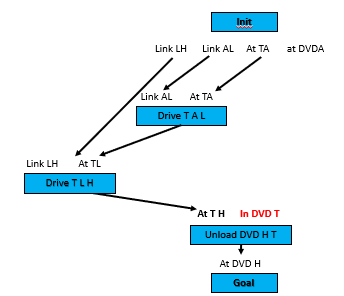 Init
Link LH Link AL At TA at DVDA
Link AL At TA
Drive T A L
Link LH At TL
Drive T L H
At T H In DVD T
Unload DVD H T
At DVD H
Goal